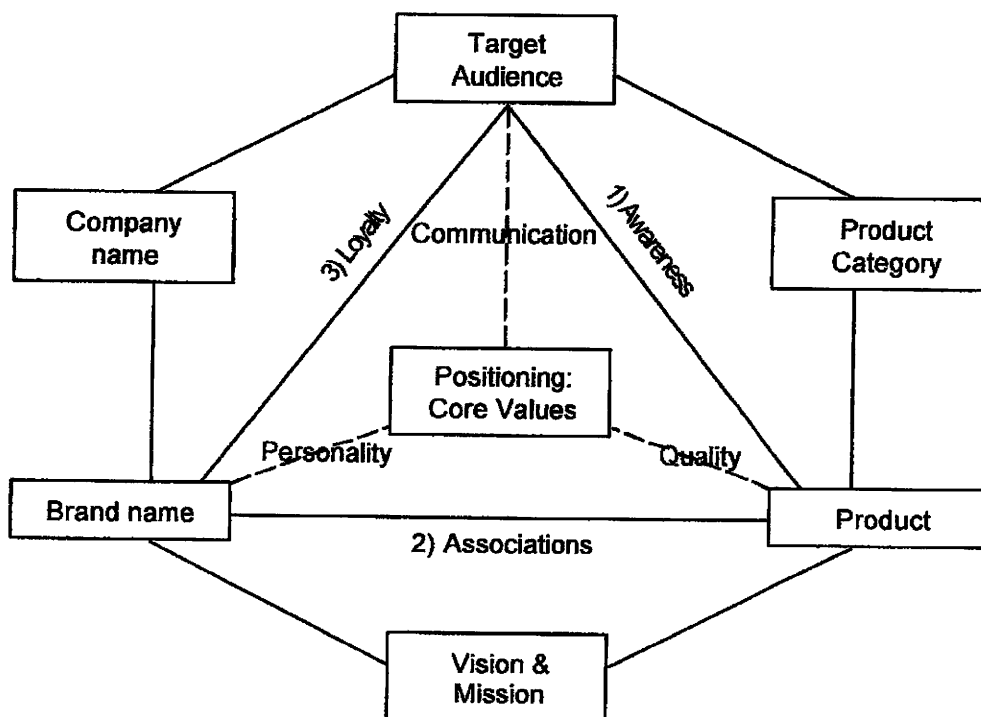 Target
Audience
Company
name
3) Loyalty
Communication
1) Awareness
Product
Category
Positioning:
Core Values
Personality
Quality
Brand name
2) Associations
Product
Vision &
Mission